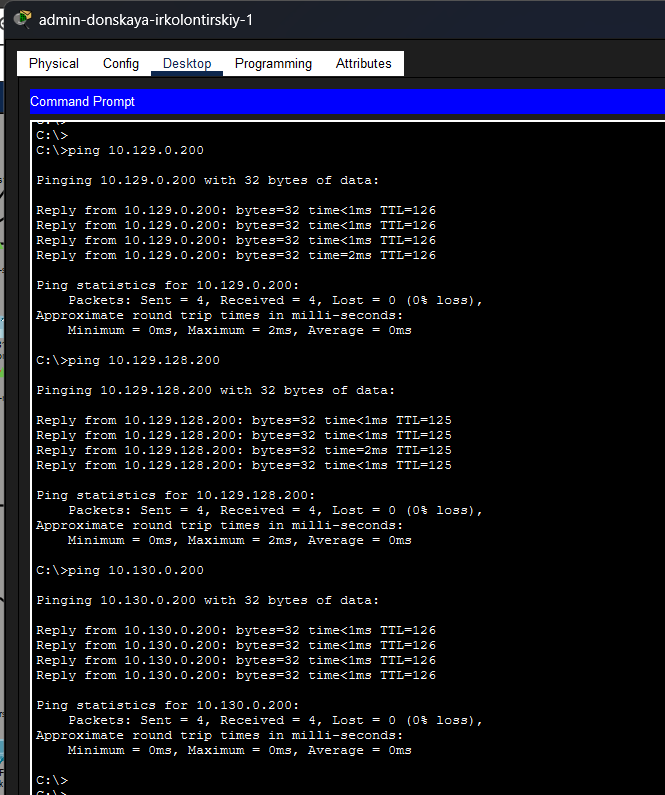 admin-donskaya-irkolontirskiy-1
Physical Config Desktop Programming Attributes
Command Prompt
C:\>
C:\>
C:\>ping 10.129.0.200
Pinging 10.129.0.200 with 32 bytes of data:
Reply from 10.129.0.200: bytes=32 time<1ms TTL=126
Reply from 10.129.0.200: bytes=32 time<1ms TTL=126
Reply from 10.129.0.200: bytes=32 time<1ms TTL=126
Reply from 10.129.0.200: bytes=32 time=2ms TTL=126
Ping statistics for 10.129.0.200:
Packets: Sent = 4, Received = 4, Lost = 0 (0% loss),
Approximate round trip times in milli-seconds:
Minimum = 0ms, Maximum = 2ms, Average = 0ms
C:\>ping 10.129.128.200
Pinging 10.129.128.200 with 32 bytes of data:
Reply from 10.129.128.200: bytes=32 time<1ms TTL=125
Reply from 10.129.128.200: bytes=32 time<1ms TTL=125
Reply from 10.129.128.200: bytes=32 time=2ms TTL=125
Reply from 10.129.128.200: bytes=32 time<1ms TTL=125
Ping statistics for 10.129.128.200:
Packets: Sent = 4, Received = 4, Lost = 0 (0% loss),
Approximate round trip times in milli-seconds:
Minimum = 0ms, Maximum = 2ms, Average = 0ms
C:\>ping 10.130.0.200
Pinging 10.130.0.200 with 32 bytes of data:
Reply from 10.130.0.200: bytes=32 time<1ms TTL=126
Reply from 10.130.0.200: bytes=32 time<1ms TTL=126
Reply from 10.130.0.200: bytes=32 time<1ms TTL=126
Reply from 10.130.0.200: bytes=32 time<1ms TTL=126
Ping statistics for 10.130.0.200:
Packets: Sent = 4, Received = 4, Lost = 0 (0% loss),
Approximate round trip times in milli-seconds:
Minimum = 0ms, Maximum = 0ms, Average = 0ms
C:\>
C:\>